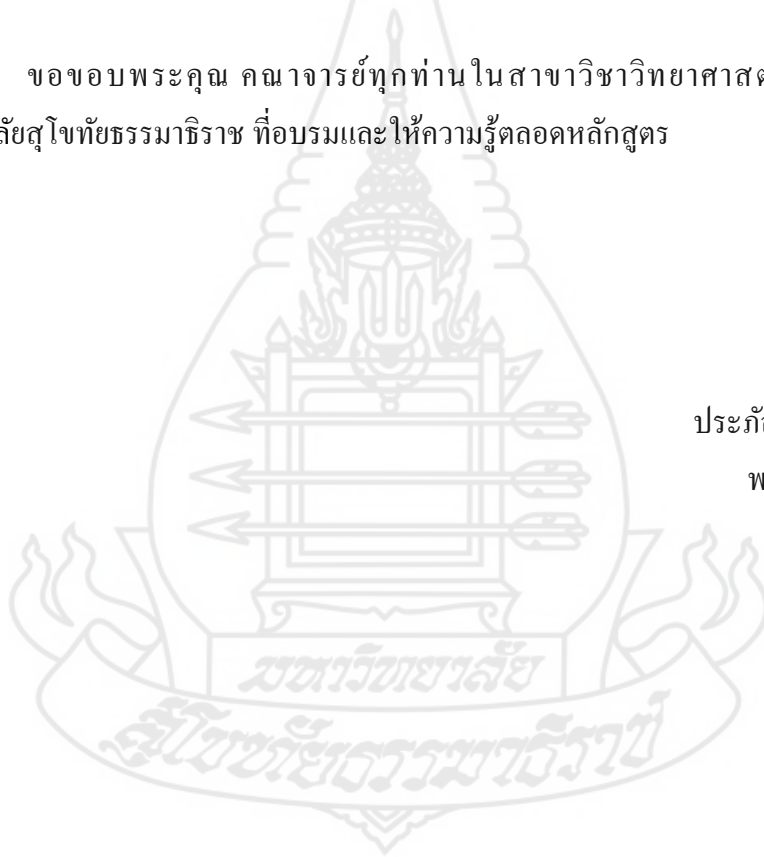 ขอขอบพระคุณ คณาจารย์ทุกท่านในสาขาวิชาวิทยาศาสต
ลัยสุโขทัยธรรมาธิราช ที่อบรมและให้ความรู้ตลอดหลักสูตร
ประภั
พ
มหาวิทยาลัย
สุโขทัยธรรมาธิราช